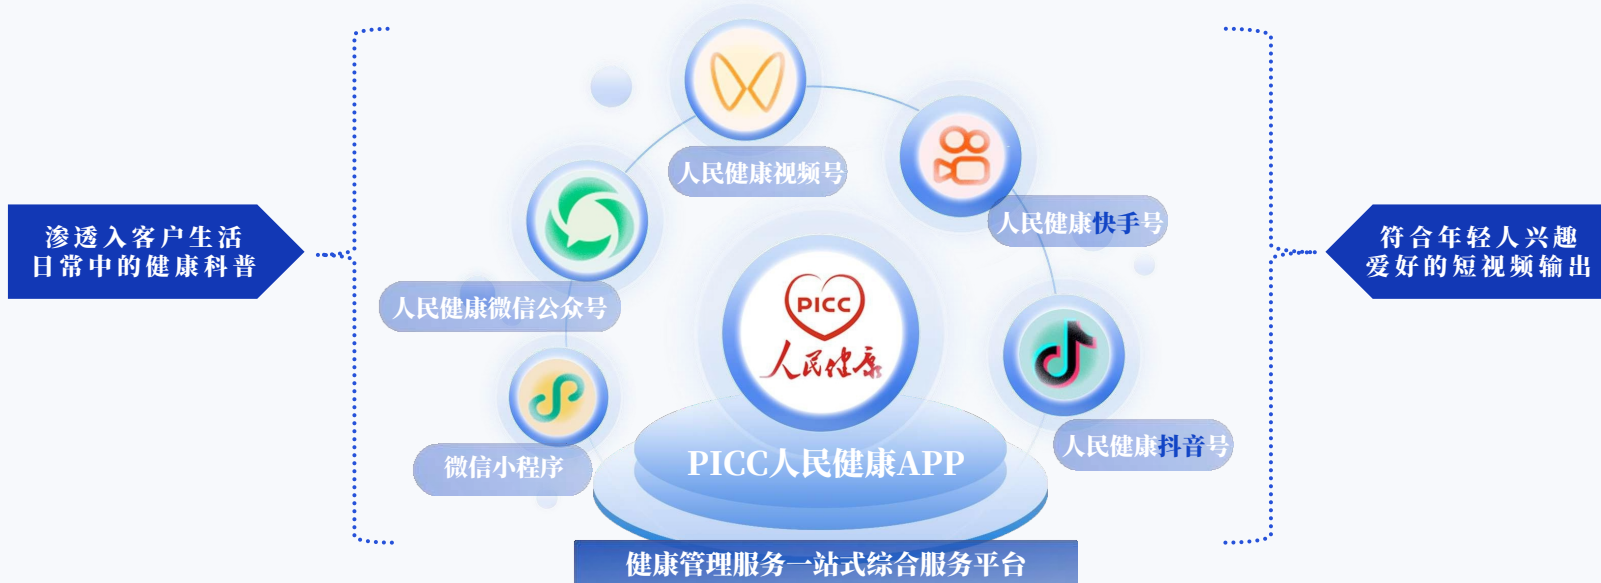 渗透入客户生活
日常中的健康科普
人民健康视频号
人民健康快手号
人民健康微信公众号
微信小程序
PICC
人民健康
PICC人民健康APP
人民健康抖音号
健康管理服务一站式综合服务平台
符合年轻人兴趣
爱好的短视频输出